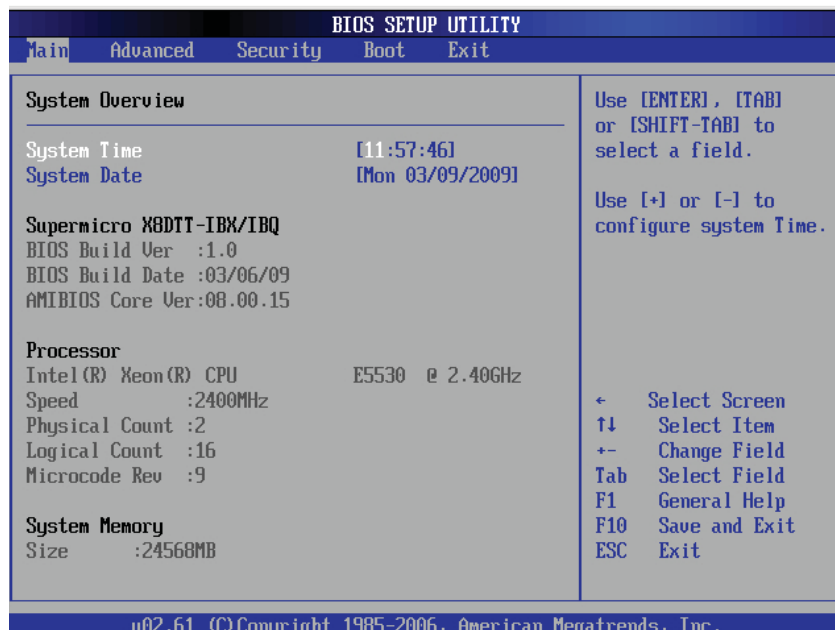 BIOS SETUP UTILITY
Main Advanced Security Boot Exit
System Overview
System Time [11:57:46]
System Date [Mon 03/09/2009]
Supermicro X8DTT-IBX/IBQ
BIOS Build Ver :1.0
BIOS Build Date :03/06/09
AMIBIOS Core Ver:08.00.15
Processor
Intel(R) Xeon(R) CPU E5530 @ 2.40GHz
Speed :2400MHz
Physical Count :2
Logical Count :16
Microcode Rev :9
System Memory
Size :24568MB
Use [ENTER], [TAB]
or [SHIFT-TAB] to
select a field.
Use [+] or [-] to
configure system Time.
← Select Screen
↑↓ Select Item
+- Change Field
Tab Select Field
F1 General Help
F10 Save and Exit
ESC Exit
v02.61 (C)Copyright 1985-2006, American Megatrends, Inc.